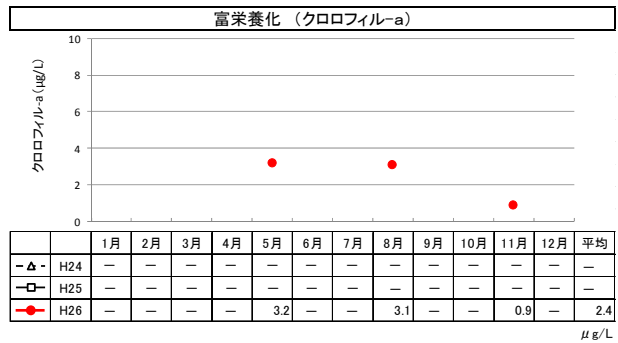 富栄養化　（クロロフィル-a）
クロロフィル-a（μg/L）
10
8
6
4
2
0
1月 2月 3月 4月 5月 6月 7月 8月 9月 10月 11月 12月 平均
H24 － － － － － － － － － － － － －
H25 － － － － － － － － － － － － －
H26 － － － － 3.2 － － 3.1 － － 0.9 － 2.4
μg/L